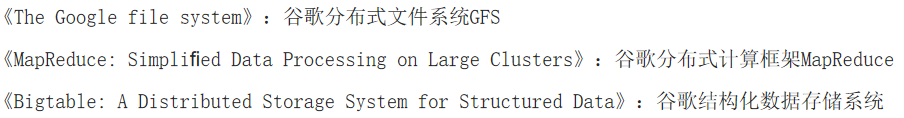 《The Google file system》：谷歌分布式文件系统GFS
《MapReduce: Simplified Data Processing on Large Clusters》：谷歌分布式计算框架MapReduce
《Bigtable: A Distributed Storage System for Structured Data》：谷歌结构化数据存储系统